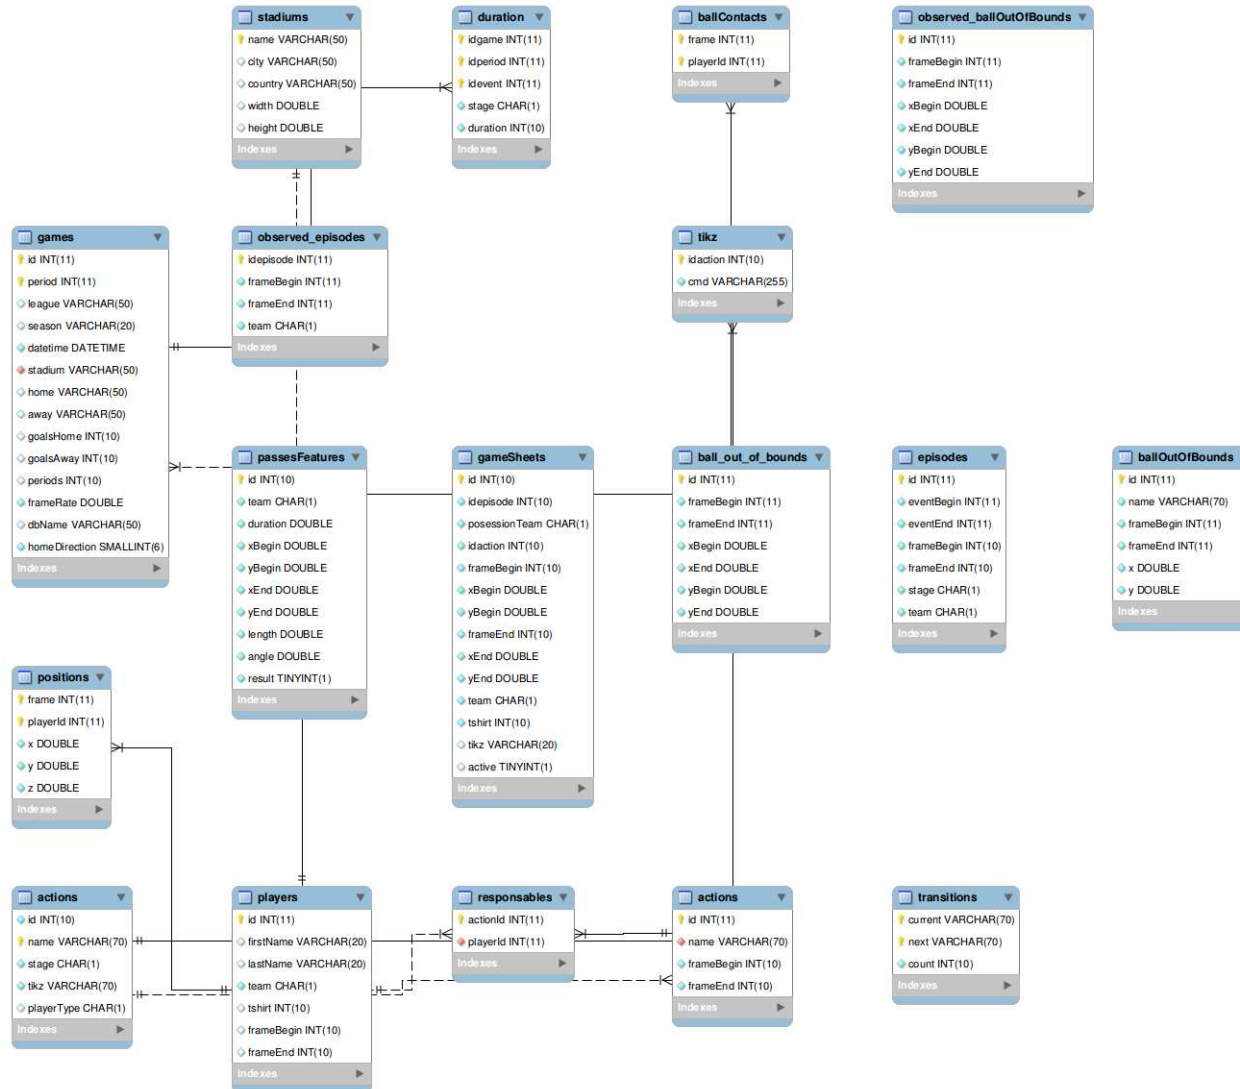 stadiums
name VARCHAR(50)
city VARCHAR(50)
country VARCHAR(50)
width DOUBLE
height DOUBLE
Indexes
duration
idgame INT(11)
idperiod INT(11)
idevent INT(11)
stage CHAR(1)
duration INT(10)
Indexes
ballContacts
frame INT(11)
playerId INT(11)
Indexes
observed_ballOutOfBounds
id INT(11)
frameBegin INT(11)
frameEnd INT(11)
xBegin DOUBLE
xEnd DOUBLE
yBegin DOUBLE
yEnd DOUBLE
Indexes
games
id INT(11)
period INT(11)
league VARCHAR(50)
season VARCHAR(20)
datetime DATETIME
stadium VARCHAR(50)
home VARCHAR(50)
away VARCHAR(50)
goalsHome INT(10)
goalsAway INT(10)
periods INT(10)
frameRate DOUBLE
dbName VARCHAR(50)
homeDirection SMALLINT(6)
Indexes
observed_episodes
idepisode INT(11)
frameBegin INT(11)
frameEnd INT(11)
team CHAR(1)
Indexes
tikz
idaction INT(10)
cmd VARCHAR(255)
Indexes
passesFeatures
id INT(10)
team CHAR(1)
duration DOUBLE
xBegin DOUBLE
yBegin DOUBLE
xEnd DOUBLE
yEnd DOUBLE
length DOUBLE
angle DOUBLE
result TINYINT(1)
Indexes
gameSheets
id INT(10)
idepisode INT(10)
posessionTeam CHAR(1)
idaction INT(10)
frameBegin INT(10)
xBegin DOUBLE
yBegin DOUBLE
frameEnd INT(10)
xEnd DOUBLE
yEnd DOUBLE
team CHAR(1)
tshirt INT(10)
tikz VARCHAR(20)
active TINYINT(1)
Indexes
ball_out_of_bounds
id INT(11)
frameBegin INT(11)
frameEnd INT(11)
xBegin DOUBLE
xEnd DOUBLE
yBegin DOUBLE
yEnd DOUBLE
Indexes
episodes
id INT(11)
eventBegin INT(11)
eventEnd INT(11)
frameBegin INT(10)
frameEnd INT(10)
stage CHAR(1)
team CHAR(1)
Indexes
ballOutOfBounds
id INT(11)
name VARCHAR(70)
frameBegin INT(11)
frameEnd INT(11)
x DOUBLE
y DOUBLE
Indexes
positions
frame INT(11)
playerId INT(11)
x DOUBLE
y DOUBLE
z DOUBLE
Indexes
actions
id INT(10)
name VARCHAR(70)
stage CHAR(1)
tikz VARCHAR(70)
playerType CHAR(1)
Indexes
players
id INT(11)
firstName VARCHAR(20)
lastName VARCHAR(20)
team CHAR(1)
tshirt INT(10)
frameBegin INT(10)
frameEnd INT(10)
Indexes
responsables
actionId INT(11)
playerId INT(11)
Indexes
actions
id INT(11)
name VARCHAR(70)
frameBegin INT(10)
frameEnd INT(10)
Indexes
transitions
current VARCHAR(70)
next VARCHAR(70)
count INT(10)
Indexes